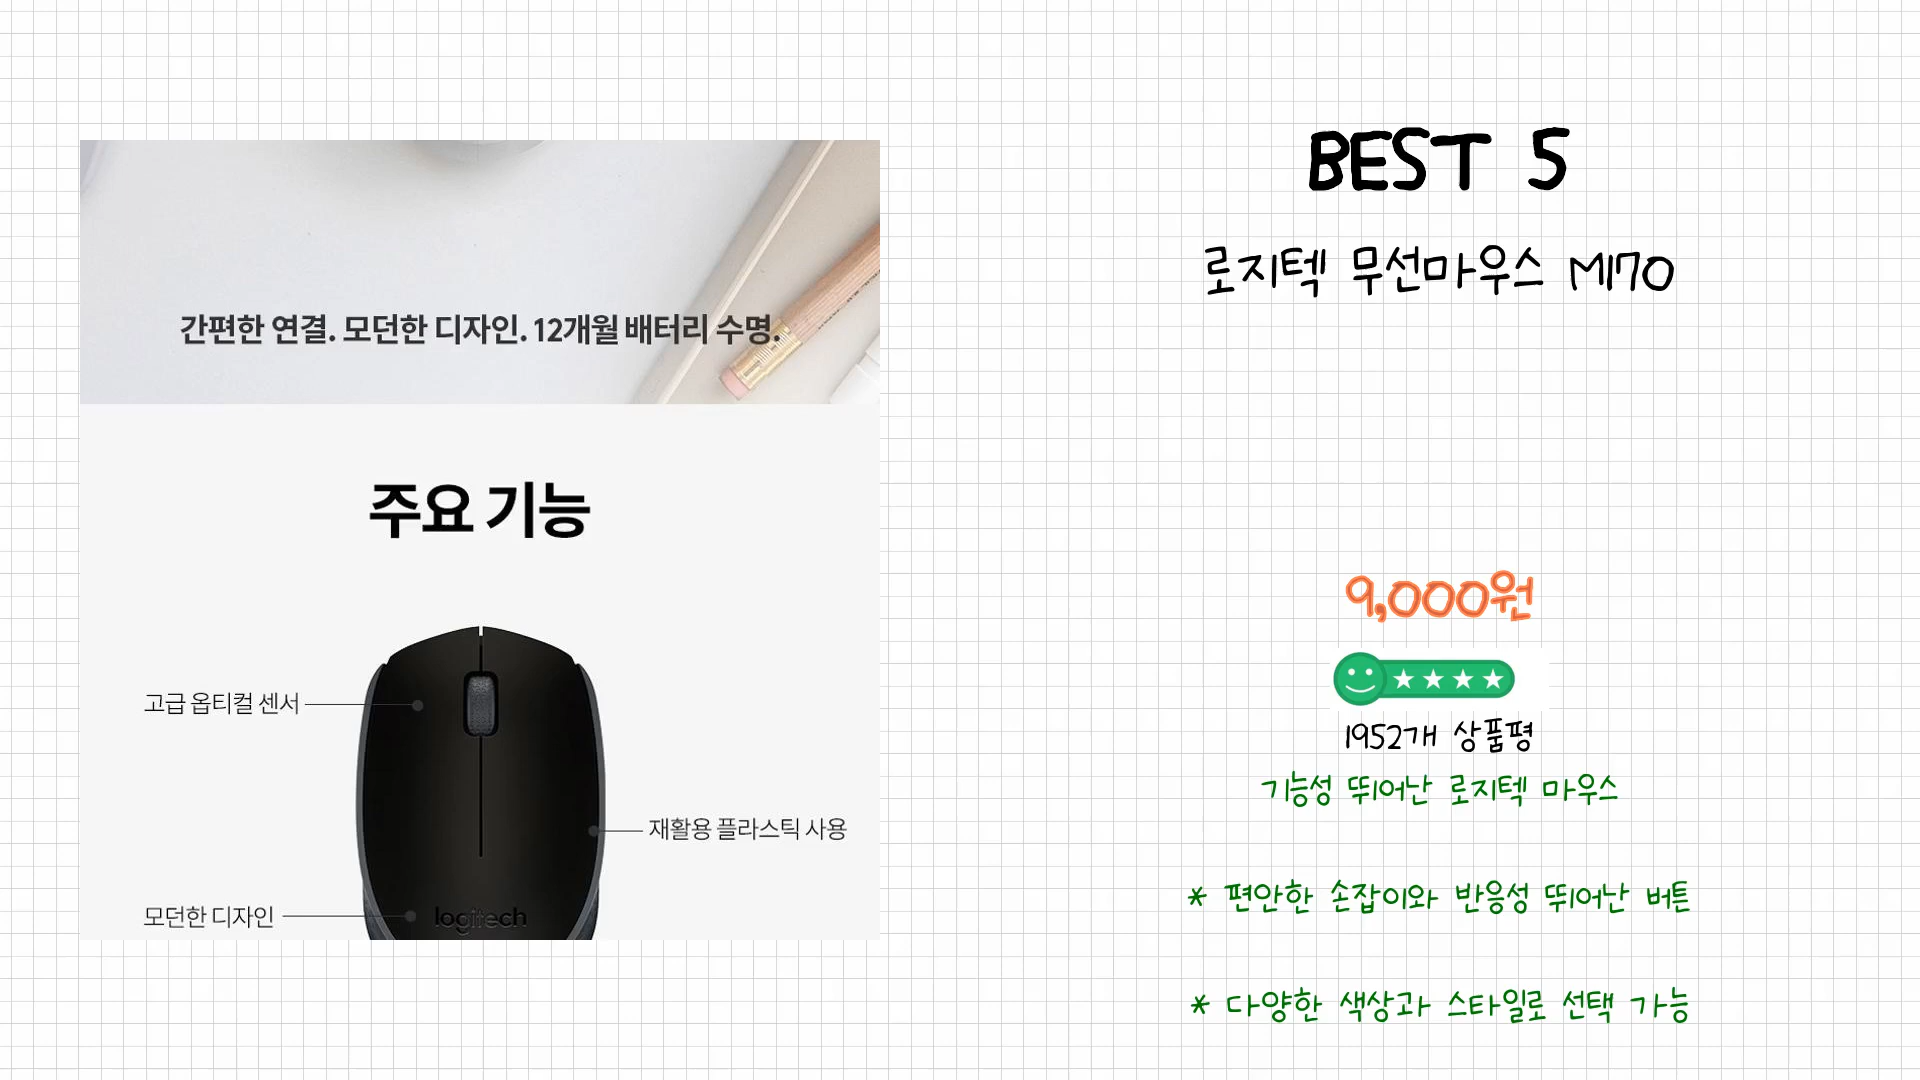 간편한 연결. 모던한 디자인. 12개월 배터리 수명.
주요 기능
고급 옵티컬 센서
재활용 플라스틱 사용
모던한 디자인
logitech
BEST 5
로지텍 무선마우스 M170
9,000원
1952개 상품평
기능성 뛰어난 로지텍 마우스
* 편안한 손잡이와 반응성 뛰어난 버튼
* 다양한 색상과 스타일로 선택 가능